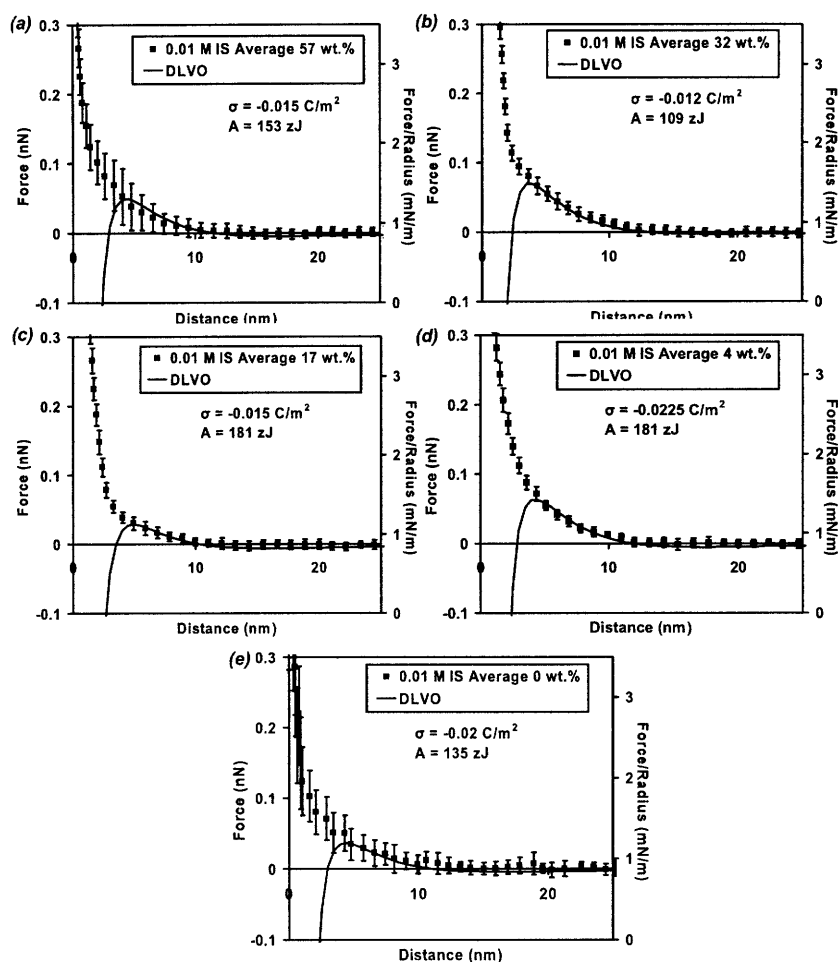 (a)
0.01 M IS Average 57 wt.%
DLVO
σ = -0.015 C/m²
A = 153 zJ
Force (nN)
0.3
0.2
0.1
0
-0.1
0
10
20
Distance (nm)
Force/Radius (mN/m)
3
2
1
0
(b)
0.01 M IS Average 32 wt.%
DLVO
σ = -0.012 C/m²
A = 109 zJ
Force (nN)
0.3
0.2
0.1
0
-0.1
0
10
20
Distance (nm)
Force/Radius (mN/m)
3
2
1
0
(c)
0.01 M IS Average 17 wt.%
DLVO
σ = -0.015 C/m²
A = 181 zJ
Force (nN)
0.3
0.2
0.1
0
-0.1
0
10
20
Distance (nm)
Force/Radius (mN/m)
3
2
1
0
(d)
0.01 M IS Average 4 wt.%
DLVO
σ = -0.0225 C/m²
A = 181 zJ
Force (nN)
0.3
0.2
0.1
0
-0.1
0
10
20
Distance (nm)
Force/Radius (mN/m)
3
2
1
0
(e)
0.01 M IS Average 0 wt.%
DLVO
σ = -0.02 C/m²
A = 135 zJ
Force (nN)
0.3
0.2
0.1
0
-0.1
0
10
20
Distance (nm)
Force/Radius (mN/m)
3
2
1
0